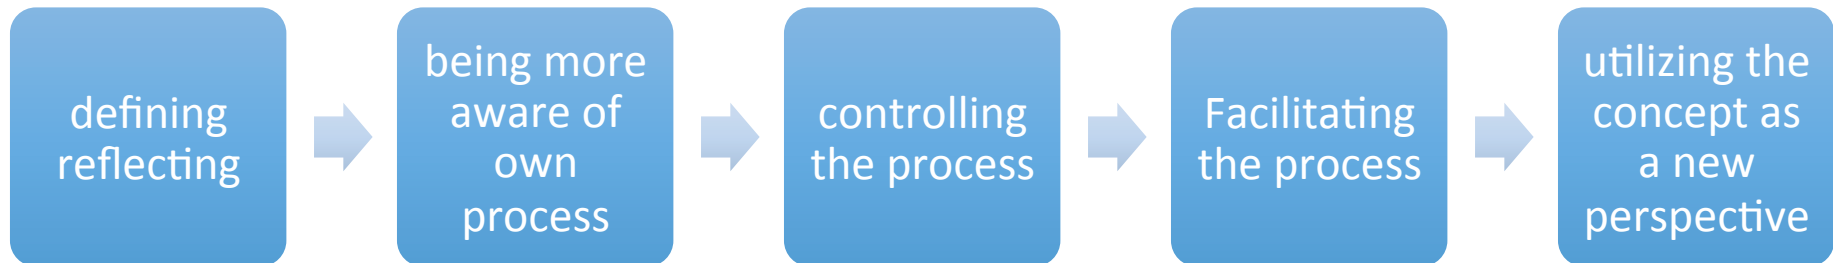 defining
reflecting
being more
aware of
own
process
controlling
the process
Facilitating
the process
utilizing the
concept as
a new
perspective